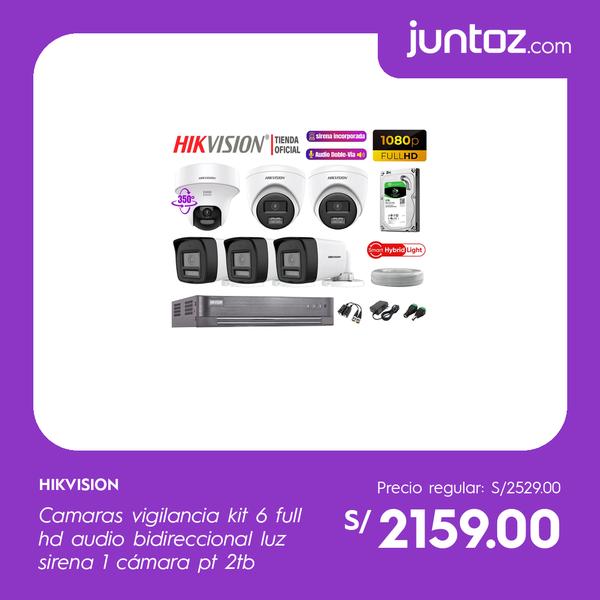 juntoz.com
HIKVISION® TIENDA OFICIAL
sirena incorporada
Audio Doble-Vía
1080p
FULL HD
350°
HIKVISION
HIKVISION
HIKVISION
Smart Hybrid Light
HIKVISION
Camaras vigilancia kit 6 full
hd audio bidireccional luz
sirena 1 cámara pt 2tb
Precio regular: S/2529.00
S/ 2159.00